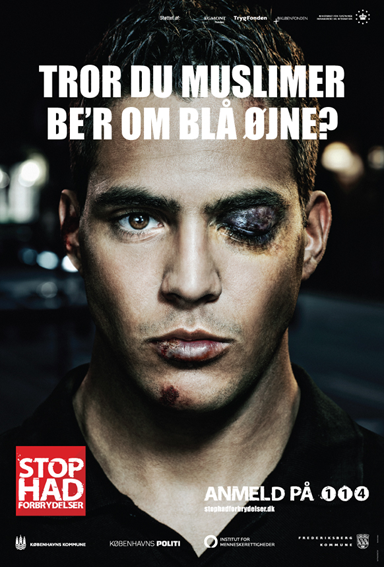 TrygFonden
TROR DU MUSLIMER
BE'R OM BLÅ ØJNE?
STOP
HAD
FORBRYDELSER
ANMELD PÅ 114
stophadforbrydelser.dk
KØBENHAVNS KOMMUNE
KØBENHAVNS POLITI
INSTITUT FOR
MENNESKERETTIGHEDER
FREDERIKSBERG
KOMMUNE